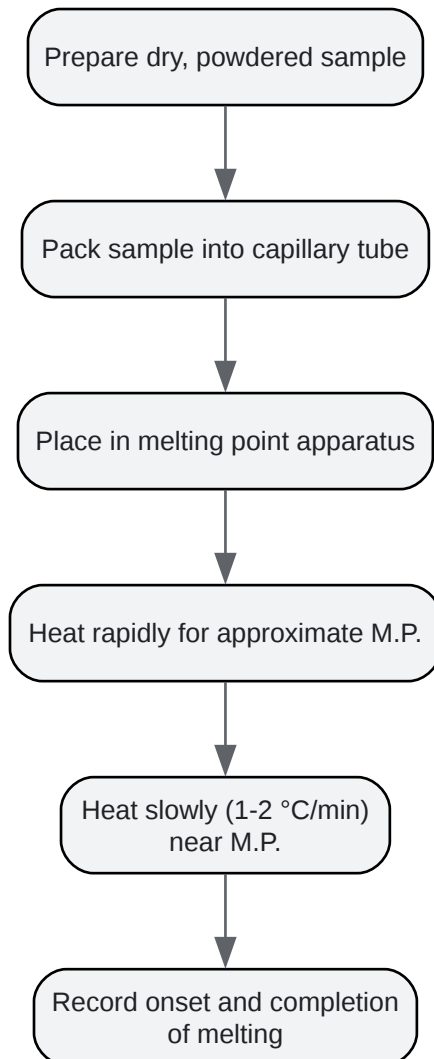 Prepare dry, powdered sample
Pack sample into capillary tube
Place in melting point apparatus
Heat rapidly for approximate M.P.
Heat slowly (1-2 °C/min)
near M.P.
Record onset and completion
of melting